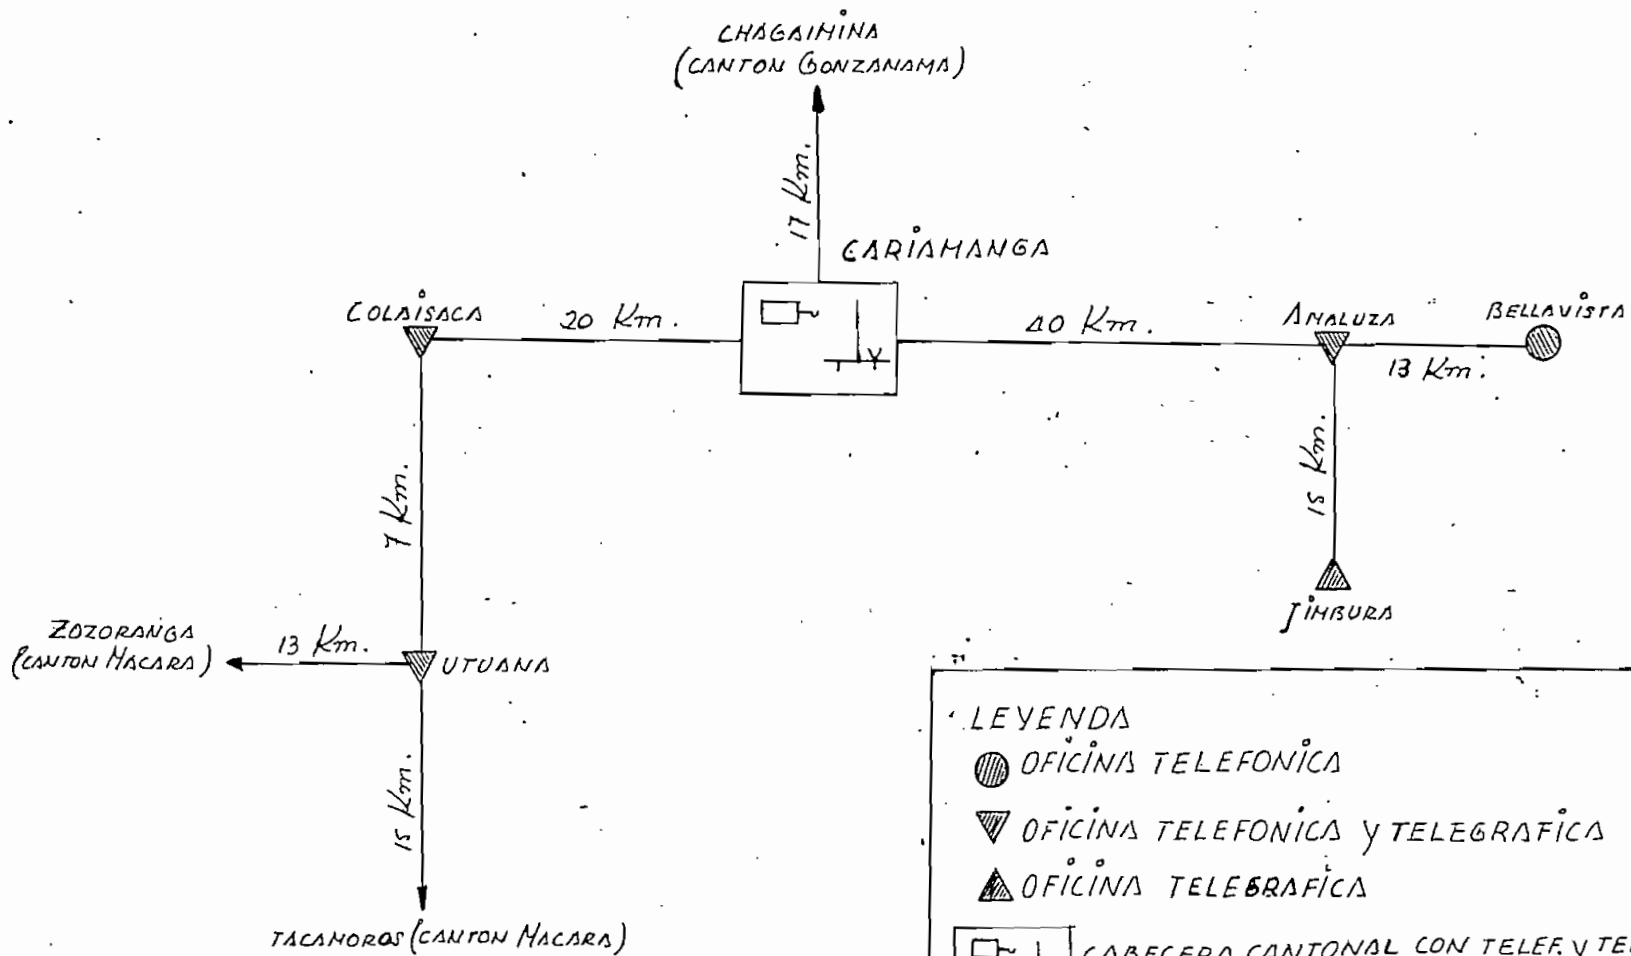 CHAGAIMINA
(CANTON GONZANAMA)
17 Km.
CARIAMANGA
COLAISACA
20 Km.
40 Km.
AMALUZA
BELLAVISTA
13 Km.
7 Km.
15 Km.
JIMBURA
ZOZORANGA
(CANTON MACARA)
13 Km.
UTUANA
15 Km.
TACAMOROS (CANTON MACARA)
LEYENDA
OFICINA TELEFONICA
OFICINA TELEFONICA y TELEGRAFICA
OFICINA TELEGRAFICA
CABECERA CANTONAL CON TELEF. Y